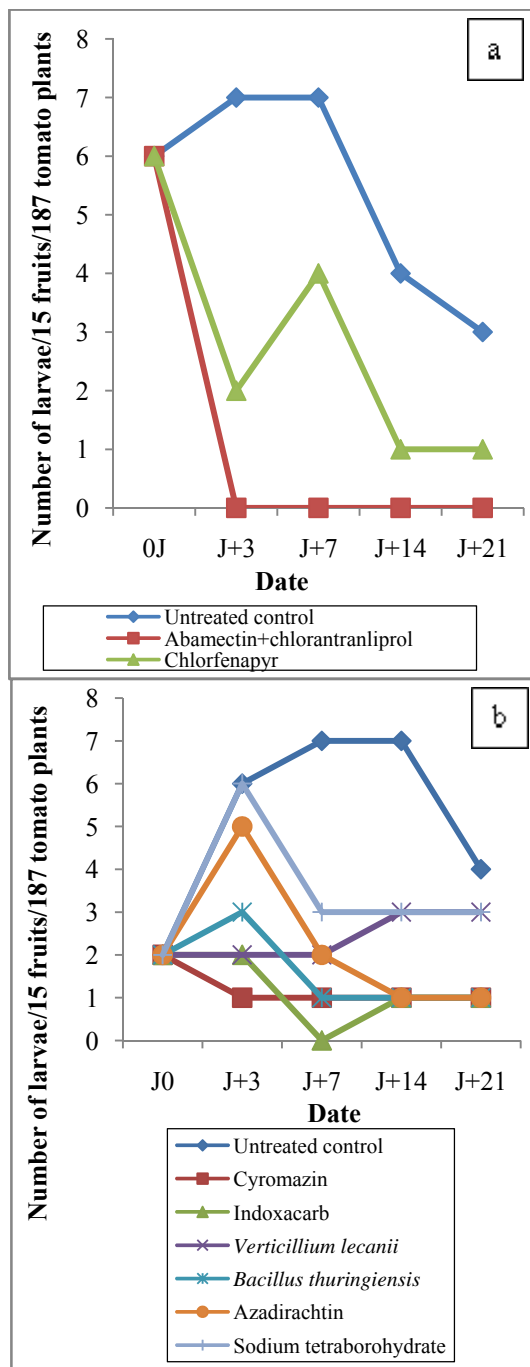 a
Number of larvae/15 fruits/187 tomato plants
8
7
6
5
4
3
2
1
0
0J J+3 J+7 J+14 J+21
Date
Untreated control
Abamectin+chlorantranliprol
Chlorfenapyr
b
Number of larvae/15 fruits/187 tomato plants
8
7
6
5
4
3
2
1
0
J0 J+3 J+7 J+14 J+21
Date
Untreated control
Cyromazin
Indoxacarb
Verticillium lecanii
Bacillus thuringiensis
Azadirachtin
Sodium tetraborohydrate